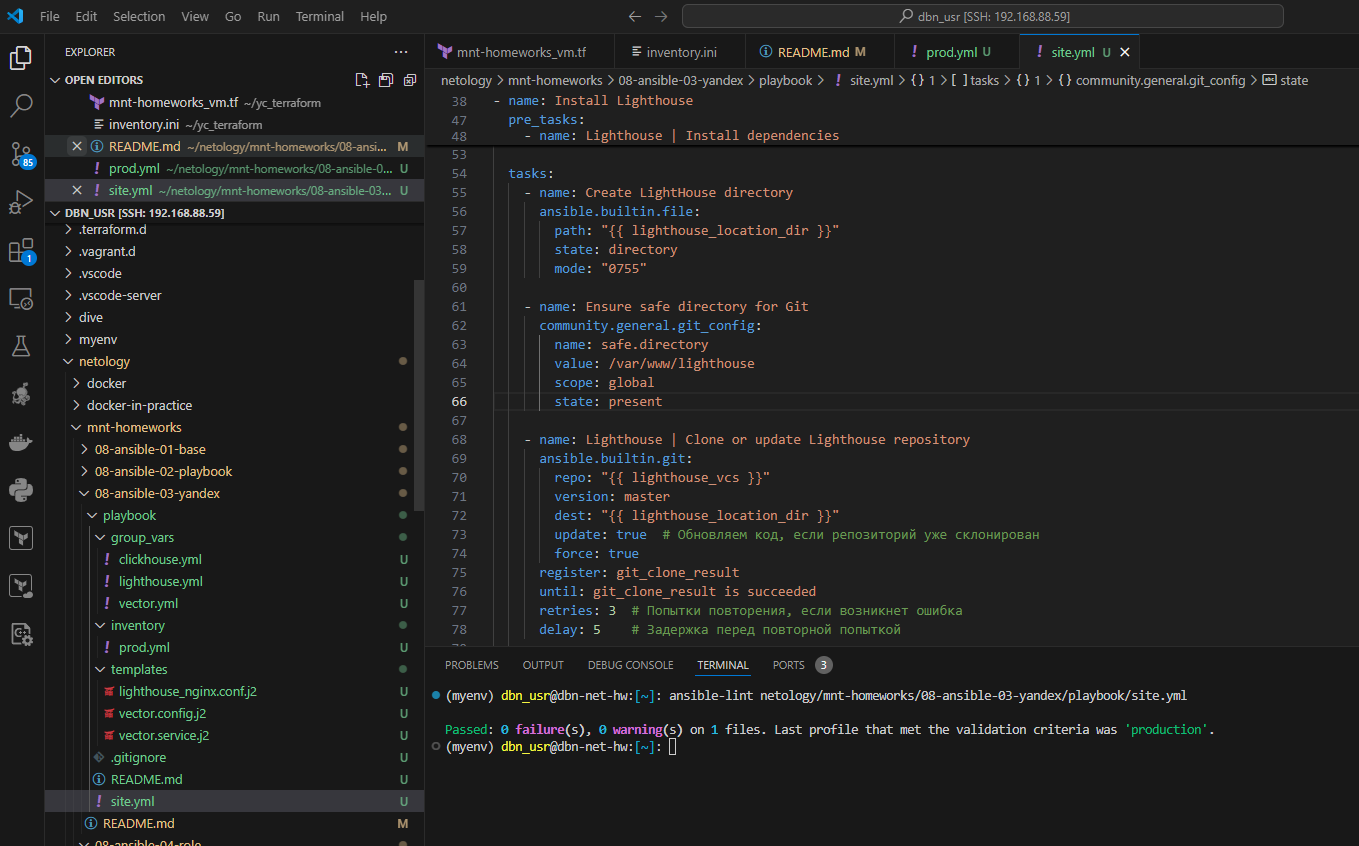 File Edit Selection View Go Run Terminal Help
dbn_usr [SSH: 192.168.88.59]
EXPLORER
OPEN EDITORS
mnt-homeworks_vm.tf ~/yc_terraform
inventory.ini ~/yc_terraform
README.md ~/netology/mnt-homeworks/08-ansi... M
prod.yml ~/netology/mnt-homeworks/08-ansible-0... U
site.yml ~/netology/mnt-homeworks/08-ansible-03... U
DBN_USR [SSH: 192.168.88.59]
.terraform.d
.vagrant.d
.vscode
.vscode-server
dive
myenv
netology
docker
docker-in-practice
mnt-homeworks
08-ansible-01-base
08-ansible-02-playbook
08-ansible-03-yandex
playbook
group_vars
clickhouse.yml U
lighthouse.yml U
vector.yml U
inventory
prod.yml U
templates
lighthouse_nginx.conf.j2 U
vector.config.j2 U
vector.service.j2 U
.gitignore U
README.md U
site.yml U
README.md M
08-ansible-04-role
85
1
mnt-homeworks_vm.tf inventory.ini README.md M prod.yml U site.yml U
netology > mnt-homeworks > 08-ansible-03-yandex > playbook > ! site.yml > { } 1 > [ ] tasks > { } 1 > { } community.general.git_config > state
38 - name: Install Lighthouse
47 pre_tasks:
48 - name: Lighthouse | Install dependencies
53
54 tasks:
55 - name: Create LightHouse directory
56 ansible.builtin.file:
57 path: "{{ lighthouse_location_dir }}"
58 state: directory
59 mode: "0755"
60
61 - name: Ensure safe directory for Git
62 community.general.git_config:
63 name: safe.directory
64 value: /var/www/lighthouse
65 scope: global
66 state: present
67
68 - name: Lighthouse | Clone or update Lighthouse repository
69 ansible.builtin.git:
70 repo: "{{ lighthouse_vcs }}"
71 version: master
72 dest: "{{ lighthouse_location_dir }}"
73 update: true # Обновляем код, если репозиторий уже склонирован
74 force: true
75 register: git_clone_result
76 until: git_clone_result is succeeded
77 retries: 3 # Попытки повторения, если возникнет ошибка
78 delay: 5 # Задержка перед повторной попыткой
PROBLEMS OUTPUT DEBUG CONSOLE TERMINAL PORTS 3
(myenv) dbn_usr@dbn-net-hw:[~]: ansible-lint netology/mnt-homeworks/08-ansible-03-yandex/playbook/site.yml
Passed: 0 failure(s), 0 warning(s) on 1 files. Last profile that met the validation criteria was 'production'.
(myenv) dbn_usr@dbn-net-hw:[~]: